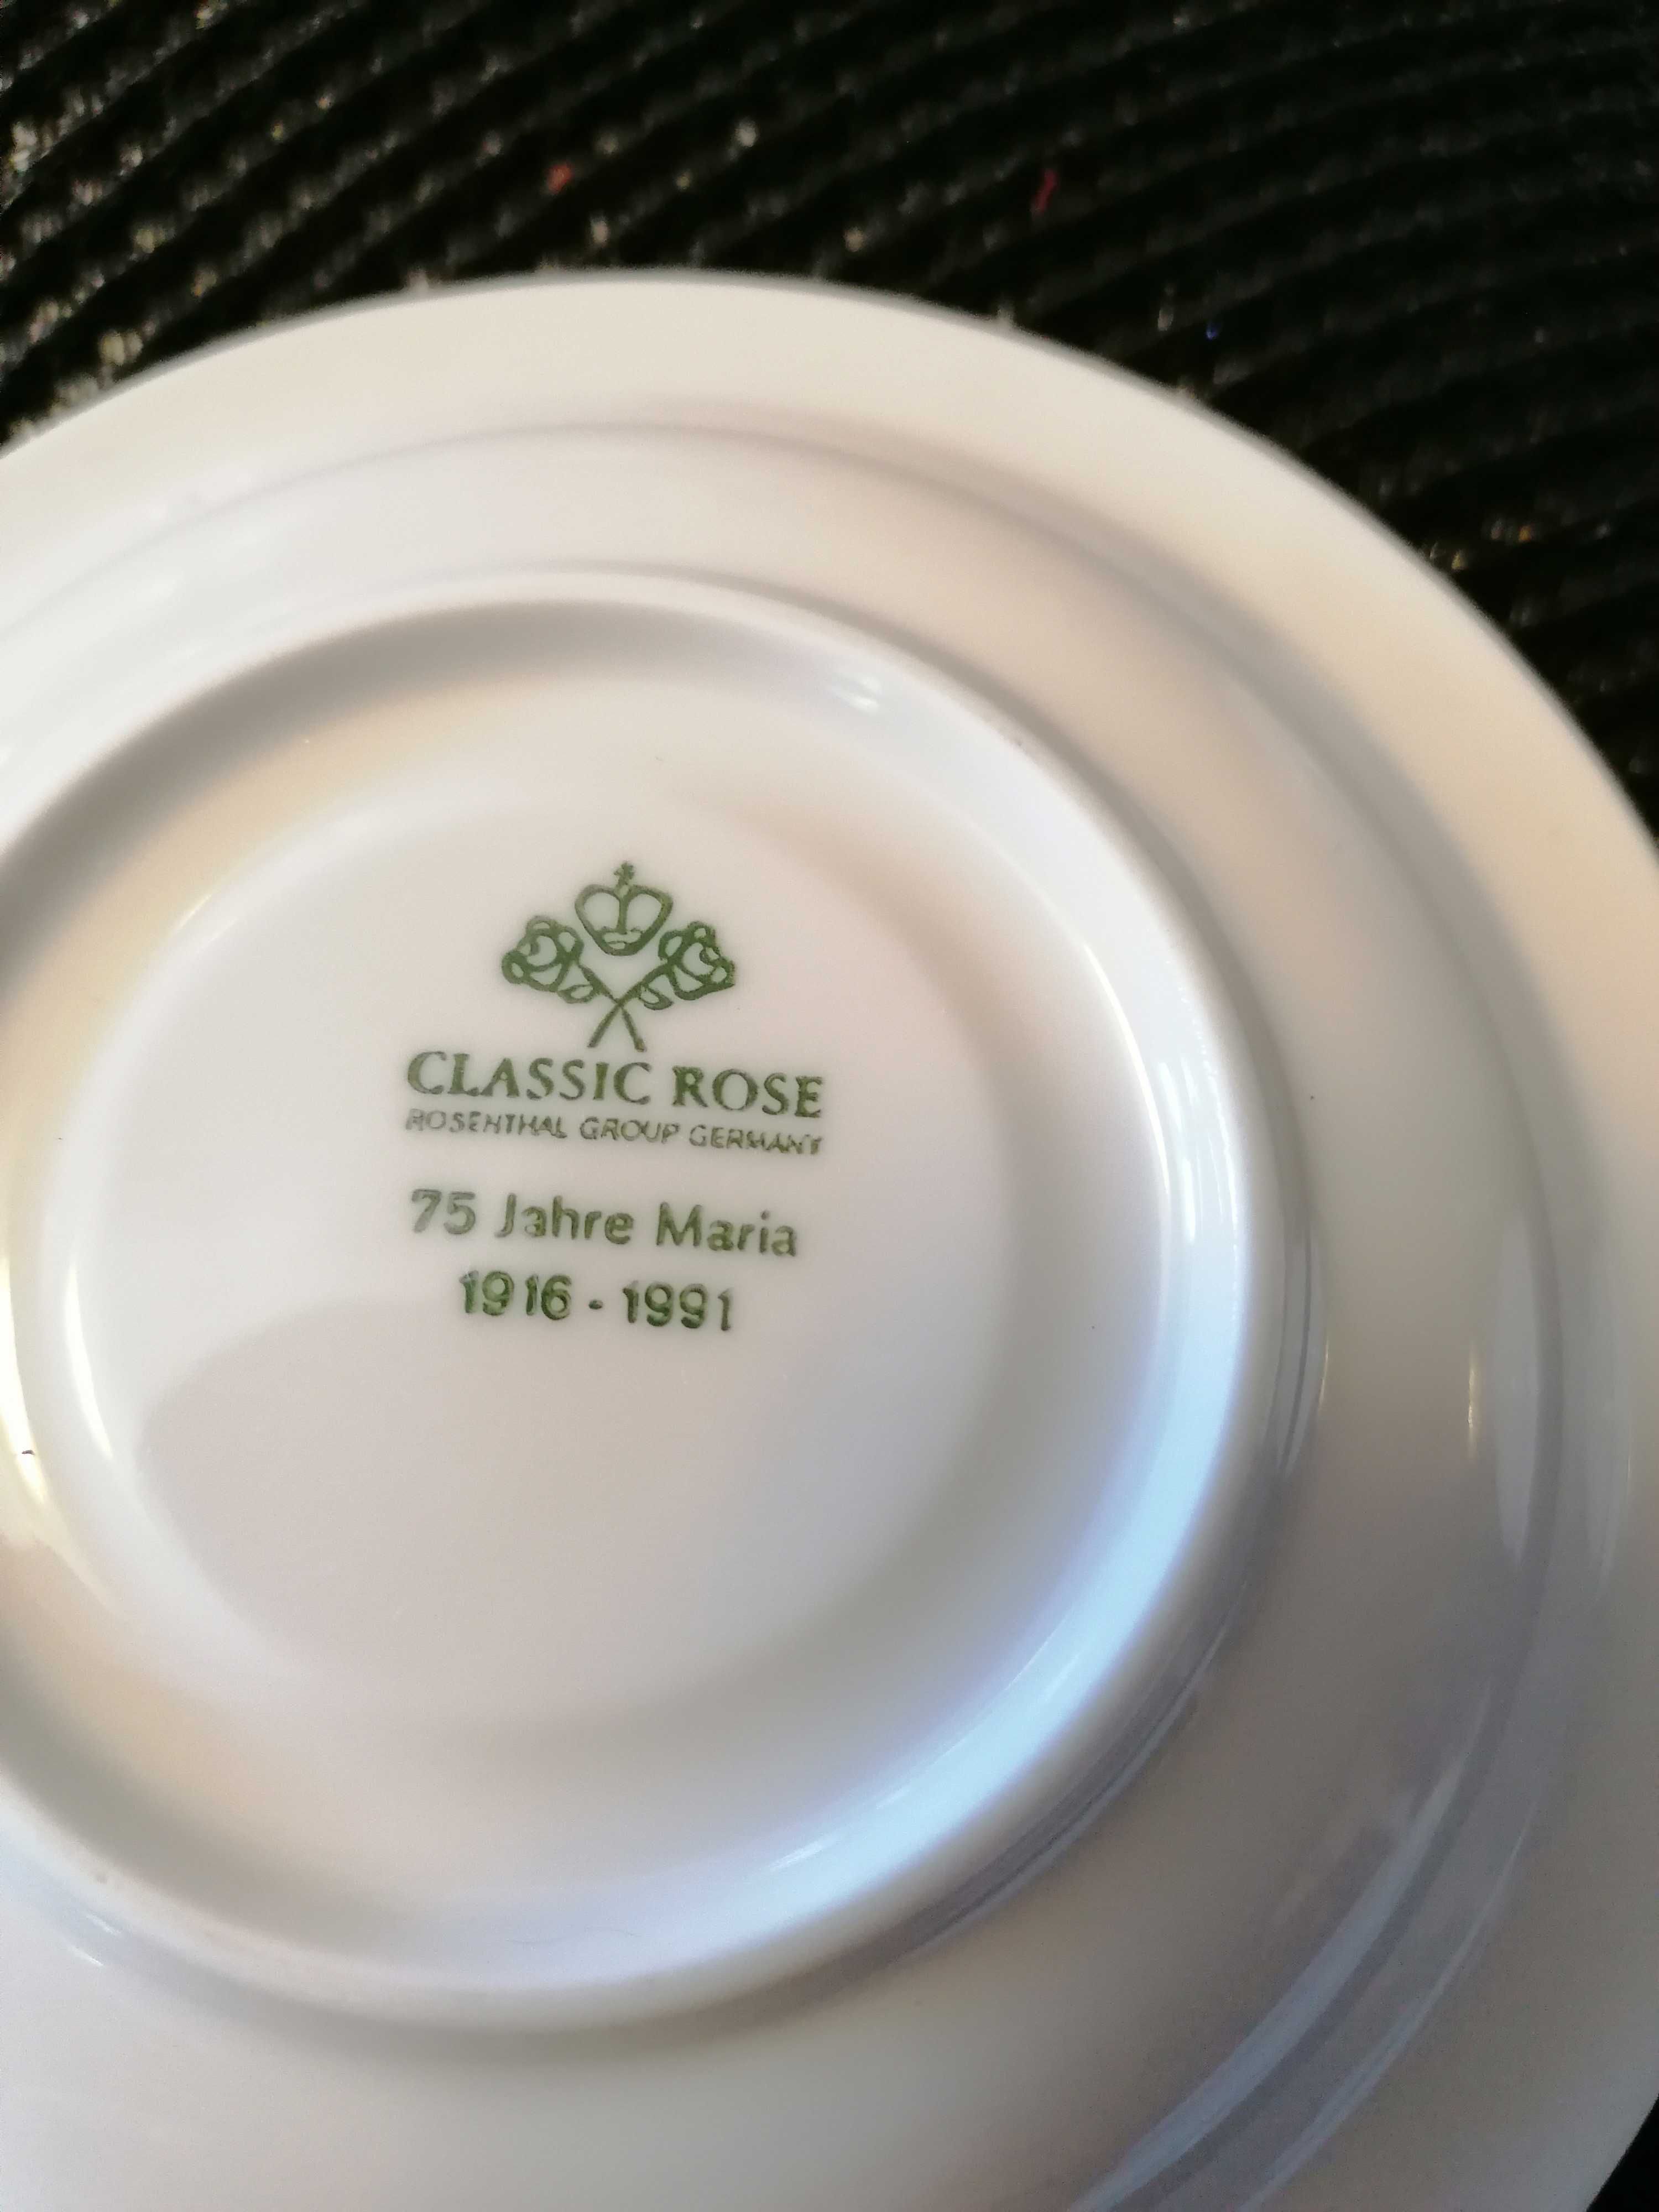 CLASSIC ROSE
ROSENTHAL GROUP GERMANY
75 Jahre Maria
1916 - 1991